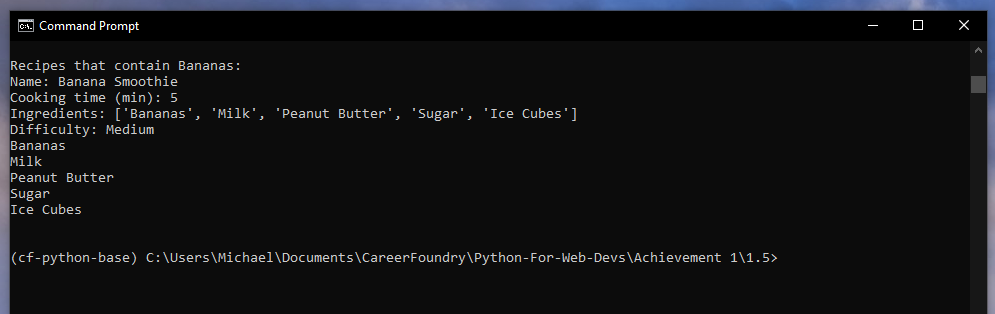 Command Prompt
Recipes that contain Bananas:
Name: Banana Smoothie
Cooking time (min): 5
Ingredients: ['Bananas', 'Milk', 'Peanut Butter', 'Sugar', 'Ice Cubes']
Difficulty: Medium
Bananas
Milk
Peanut Butter
Sugar
Ice Cubes
(cf-python-base) C:\Users\Michael\Documents\CareerFoundry\Python-For-Web-Devs\Achievement 1\1.5>